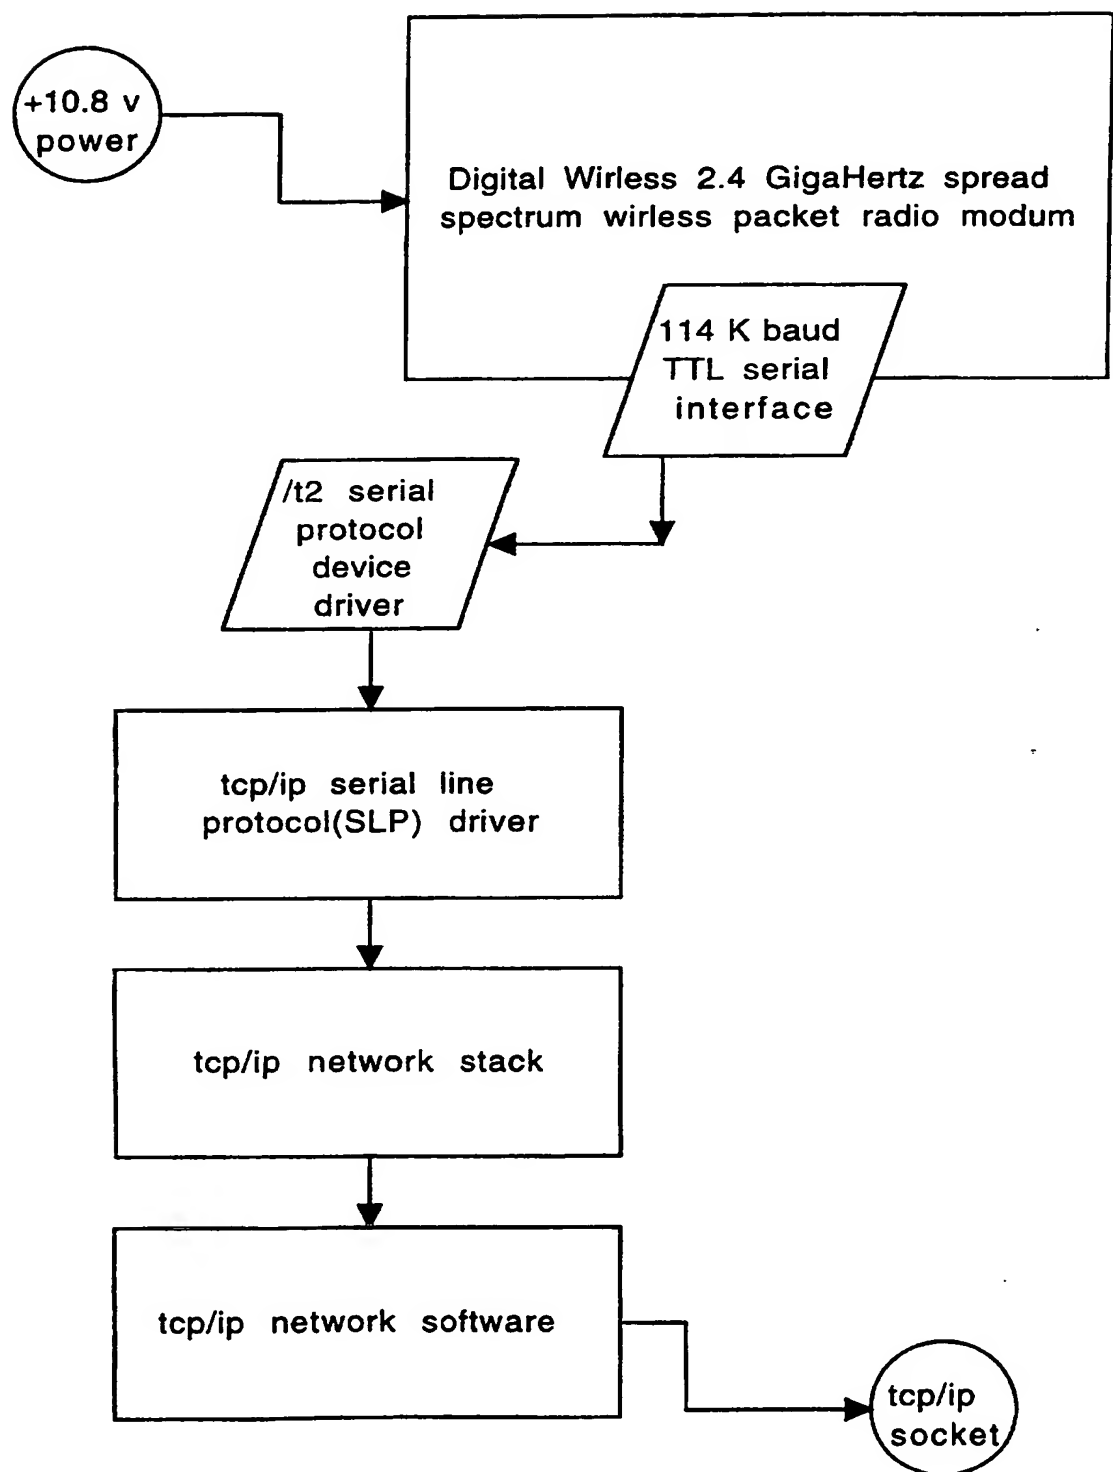 +10.8 v
power
Digital Wirless 2.4 GigaHertz spread
spectrum wirless packet radio modum
114 K baud
TTL serial
interface
/t2 serial
protocol
device
driver
tcp/ip serial line
protocol(SLP) driver
tcp/ip network stack
tcp/ip network software
tcp/ip
socket